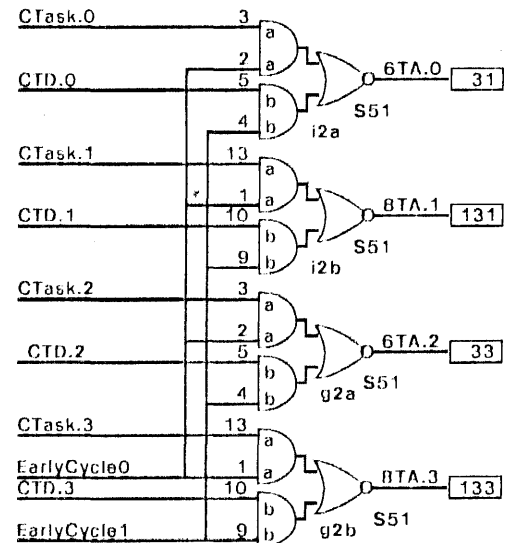 CTask.0 3
a
2 a 6TA.0 31
CTD.0 5
b S51
4 b i2a
CTask.1 13
a
1 a 8TA.1 131
CTD.1 10
b S51
9 b i2b
CTask.2 3
a
2 a 6TA.2 33
CTD.2 5
b S51
4 b g2a
CTask.3 13
a
EarlyCycle0 1 a 8TA.3 133
CTD.3 10
b S51
EarlyCycle1 9 b g2b